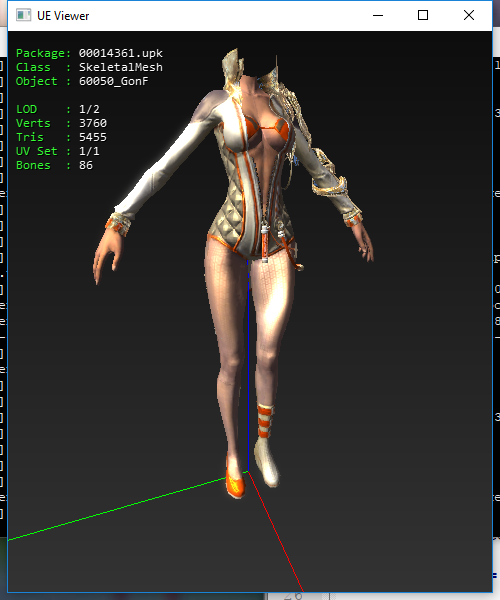 UE Viewer
Package: 00014361.upk
Class : SkeletalMesh
Object : 60050_GonF
LOD : 1/2
Verts : 3760
Tris : 5455
UV Set : 1/1
Bones : 86